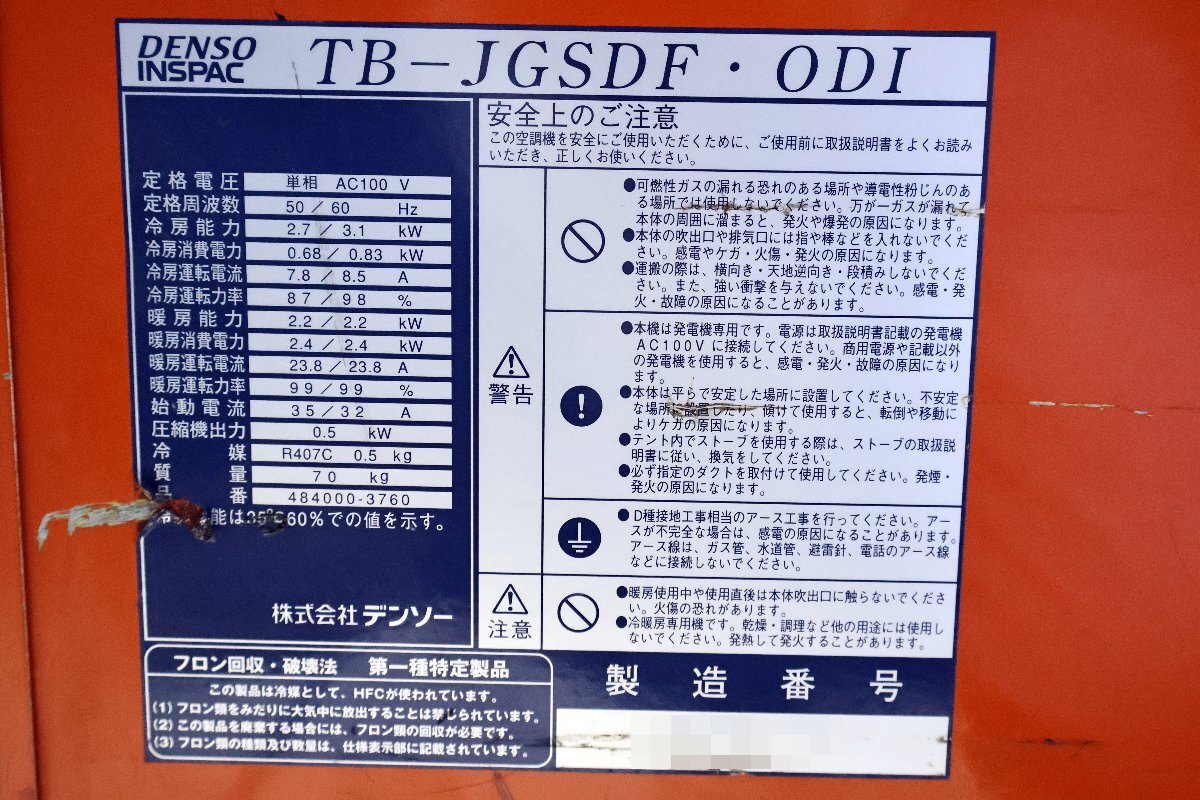 DENSO
INSPAC
TB-JGSDF・ODI
定格電圧 単相 AC100 V
定格周波数 50／60 Hz
冷房能力 2.7／3.1 kW
冷房消費電力 0.68／0.83 kW
冷房運転電流 7.8／8.5 A
冷房運転力率 87／98 %
暖房能力 2.2／2.2 kW
暖房消費電力 2.4／2.4 kW
暖房運転電流 23.8／23.8 A
暖房運転力率 99／99 %
始動電流 35／32 A
圧縮機出力 0.5 kW
冷媒 R407C 0.5 kg
質量 70 kg
品番 484000-3760
冷房能は35℃60%での値を示す。
株式会社デンソー
フロン回収・破壊法 第一種特定製品
この製品は冷媒として、HFCが使われています。
(1) フロン類をみだりに大気中に放出することは禁じられています。
(2) この製品を廃棄する場合には、フロン類の回収が必要です。
(3) フロン類の種類及び数量は、仕様表示部に記載されています。
安全上のご注意
この空調機を安全にご使用いただくために、ご使用前に取扱説明書をよくお読み
いただき、正しくお使いください。
警告
●可燃性ガスの漏れる恐れのある場所や導電性粉じんのあ
る場所では使用しないでください。万が一ガスが漏れて
本体の周囲に溜まると、発火や爆発の原因になります。
●本体の吹出口や排気口には指や棒などを入れないでくだ
さい。感電やケガ・火傷・発火の原因になります。
●運搬の際は、横向き・天地逆向き・段積みしないでくだ
さい。また、強い衝撃を与えないでください。感電・発
火・故障の原因になることがあります。
●本機は発電機専用です。電源は取扱説明書記載の発電機
AC100Vに接続してください。商用電源や記載以外
の発電機を使用すると、感電・発火・故障の原因になり
ます。
●本体は平らで安定した場所に設置してください。不安定
な場所に設置したり、傾けて使用すると、転倒や移動に
よりケガの原因になります。
●テント内でストーブを使用する際は、ストーブの取扱説
明書に従い、換気をしてください。
●必ず指定のダクトを取付けて使用してください。発煙・
発火の原因になります。
●D種接地工事相当のアース工事を行ってください。アー
スが不完全な場合は、感電の原因になることがあります。
アース線は、ガス管、水道管、避雷針、電話のアース線
などに接続しないでください。
注意
●暖房使用中や使用直後は本体吹出口に触らないでくださ
い。火傷の恐れがあります。
●冷暖房専用機です。乾燥・調理など他の用途には使用し
ないでください。発熱して発火することがあります。
製造番号